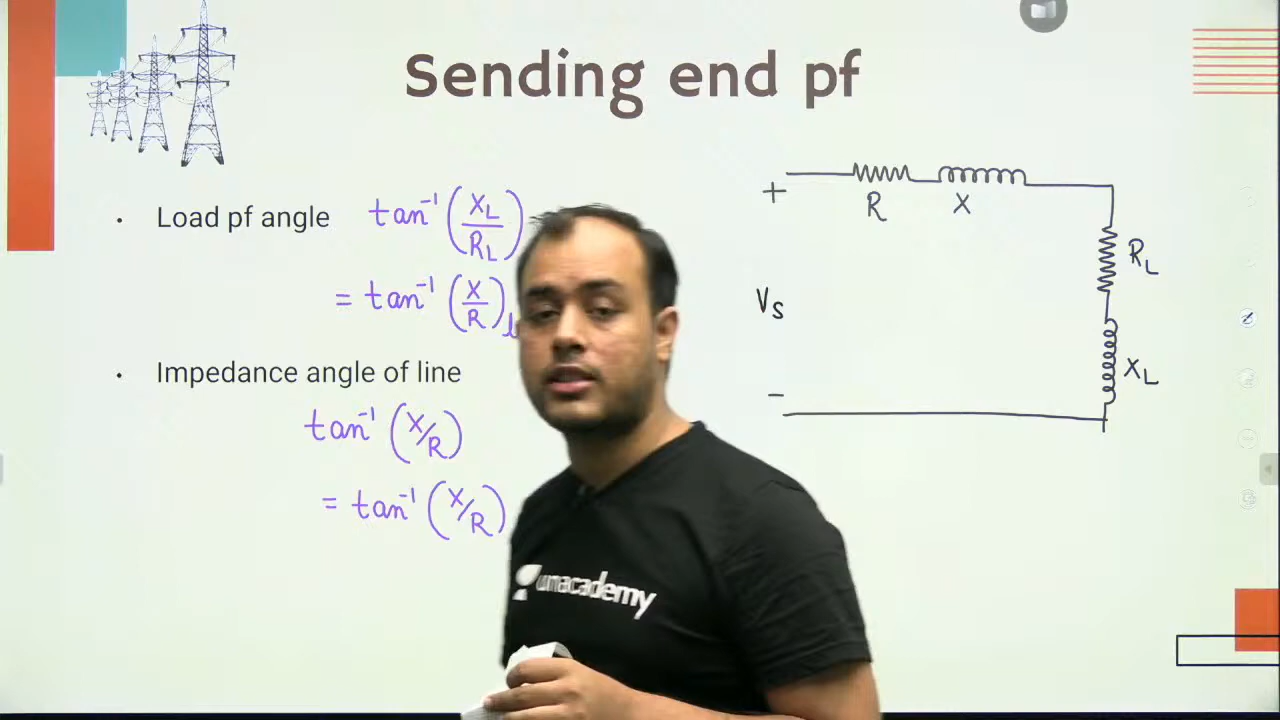 Sending end pf
• Load pf angle tan⁻¹ (X_L/R_L)
= tan⁻¹ (X/R)
• Impedance angle of line
tan⁻¹ (X/R)
= tan⁻¹ (X/R)
R X
+
R_L
V_S
X_L
−
unacademy